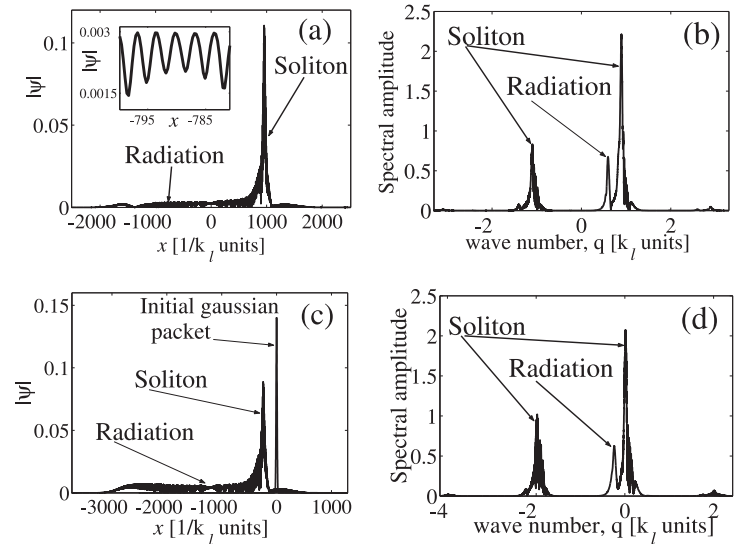 (a)
0.1
0.05
0
|ψ|
0.003
0.0015
|ψ|
-795
x
-785
Soliton
Radiation
-2000 -1000 0 1000 2000
x [1/k_l units]
(b)
2.5
2
1.5
1
0.5
0
Spectral amplitude
Soliton
Radiation
-2 0 2
wave number, q [k_l units]
(c)
0.15
0.1
0.05
0
|ψ|
Initial gaussian
packet
Soliton
Radiation
-3000 -2000 -1000 0 1000
x [1/k_l units]
(d)
2.5
2
1.5
1
0.5
0
Spectral amplitude
Soliton
Radiation
-4 -2 0 2
wave number, q [k_l units]